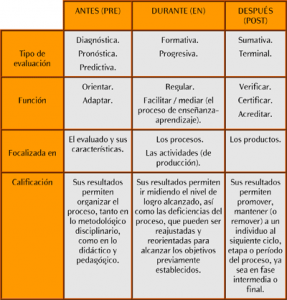 ANTES (PRE)
DURANTE (EN)
DESPUÉS
(POST)
Tipo de
evaluación
Diagnóstica.
Pronóstica.
Predictiva.
Formativa.
Progresiva.
Sumativa.
Terminal.
Función
Orientar.
Adaptar.
Regular.
Facilitar / mediar (el
proceso de enseñanza-
aprendizaje).
Verificar.
Certificar.
Acreditar.
Focalizada en
El evaluado y sus
características.
Los procesos.
Las actividades (de
producción).
Los productos.
Calificación
Sus resultados
permiten
organizar el
proceso, tanto en
lo metodológico
disciplinario,
como en lo
didáctico y
pedagógico.
Sus resultados permiten
ir midiendo el nivel de
logro alcanzado, así
como las deficiencias del
proceso, que pueden ser
reajustadas y
reorientadas para
alcanzar los objetivos
previamente
establecidos.
Sus resultados
permiten
promover,
mantener (o
remover) a un
individuo al
siguiente ciclo,
etapa o período
del proceso, ya
sea en fase
intermedia o
final.